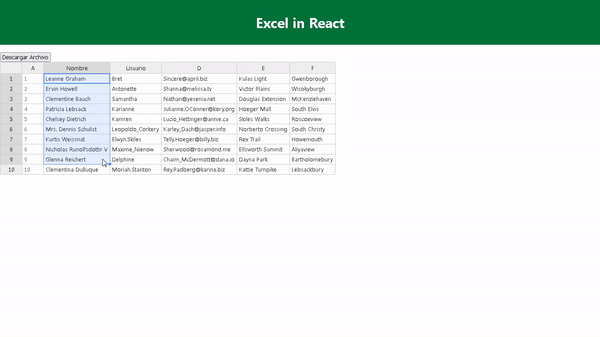 Excel in React
Descargar Archivo
A Nombre Usuario D E F
1 1 Leanne Graham Bret Sincere@april.biz Kulas Light Gwenborough
2 2 Ervin Howell Antonette Shanna@melissa.tv Victor Plains Wisokyburgh
3 3 Clementine Bauch Samantha Nathan@yesenia.net Douglas Extension McKenziehaven
4 4 Patricia Lebsack Karianne Julianne.OConner@kory.org Hoeger Mall South Elvis
5 5 Chelsey Dietrich Kamren Lucio_Hettinger@annie.ca Skiles Walks Roscoeview
6 6 Mrs. Dennis Schulist Leopoldo_Corkery Karley_Dach@jasper.info Norberto Crossing South Christy
7 7 Kurtis Weissnat Elwyn.Skiles Telly.Hoeger@billy.biz Rex Trail Howemouth
8 8 Nicholas Runolfsdottir V Maxime_Nienow Sherwood@rosamond.me Ellsworth Summit Aliyaview
9 9 Glenna Reichert Delphine Chaim_McDermott@dana.io Dayna Park Bartholomebury
10 10 Clementina DuBuque Moriah.Stanton Rey.Padberg@karina.biz Kattie Turnpike Lebsackbury